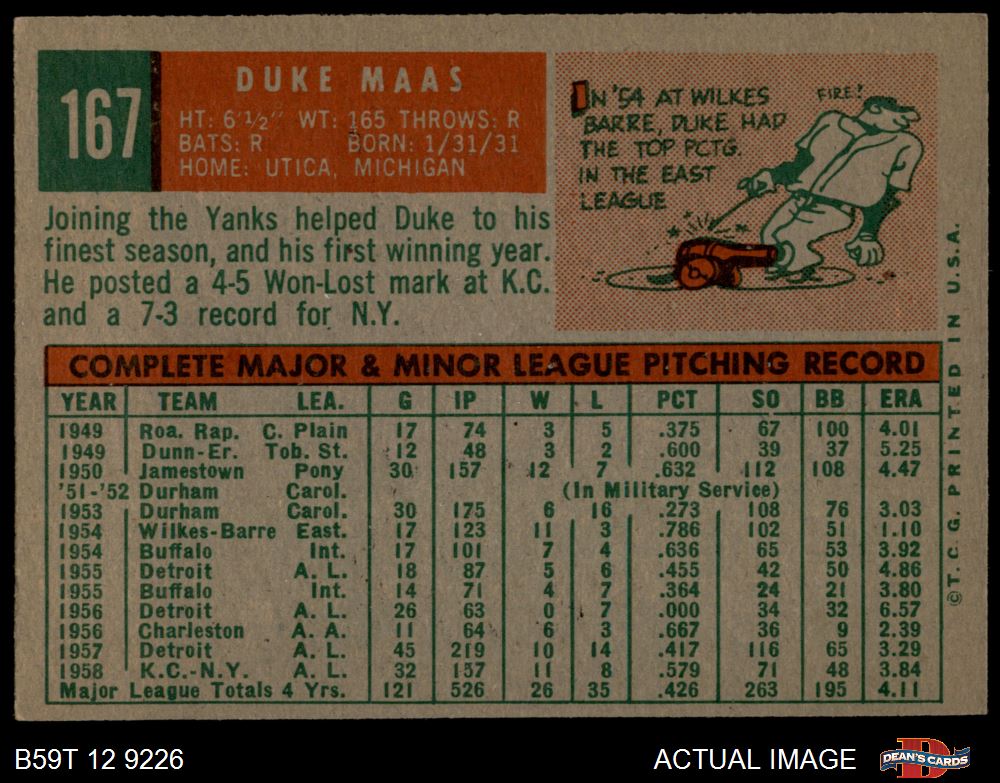 167
DUKE MAAS
HT: 6'½" WT: 165 THROWS: R
BATS: R BORN: 1/31/31
HOME: UTICA, MICHIGAN
Joining the Yanks helped Duke to his
finest season, and his first winning year.
He posted a 4-5 Won-Lost mark at K.C.
and a 7-3 record for N.Y.
IN '54 AT WILKES
BARRE, DUKE HAD
THE TOP PCTG.
IN THE EAST
LEAGUE
FIRE!
COMPLETE MAJOR & MINOR LEAGUE PITCHING RECORD
YEAR TEAM LEA. G IP W L PCT SO BB ERA
1949 Roa. Rap. C. Plain 17 74 3 5 .375 67 100 4.01
1949 Dunn-Er. Tob. St. 12 48 3 2 .600 39 37 5.25
1950 Jamestown Pony 30 157 12 7 .632 112 108 4.47
'51-'52 Durham Carol. (In Military Service)
1953 Durham Carol. 30 175 6 16 .273 108 76 3.03
1954 Wilkes-Barre East. 17 123 11 3 .786 102 51 1.10
1954 Buffalo Int. 17 101 7 4 .636 65 53 3.92
1955 Detroit A. L. 18 87 5 6 .455 42 50 4.86
1955 Buffalo Int. 14 71 4 7 .364 24 21 3.80
1956 Detroit A. L. 26 63 0 7 .000 34 32 6.57
1956 Charleston A. A. 11 64 6 3 .667 36 9 2.39
1957 Detroit A. L. 45 219 10 14 .417 116 65 3.29
1958 K.C.-N.Y. A. L. 32 157 11 8 .579 71 48 3.84
Major League Totals 4 Yrs. 121 526 26 35 .426 263 195 4.11
©T.C.G. PRINTED IN U.S.A.
B59T 12 9226
ACTUAL IMAGE
DEAN'S CARDS